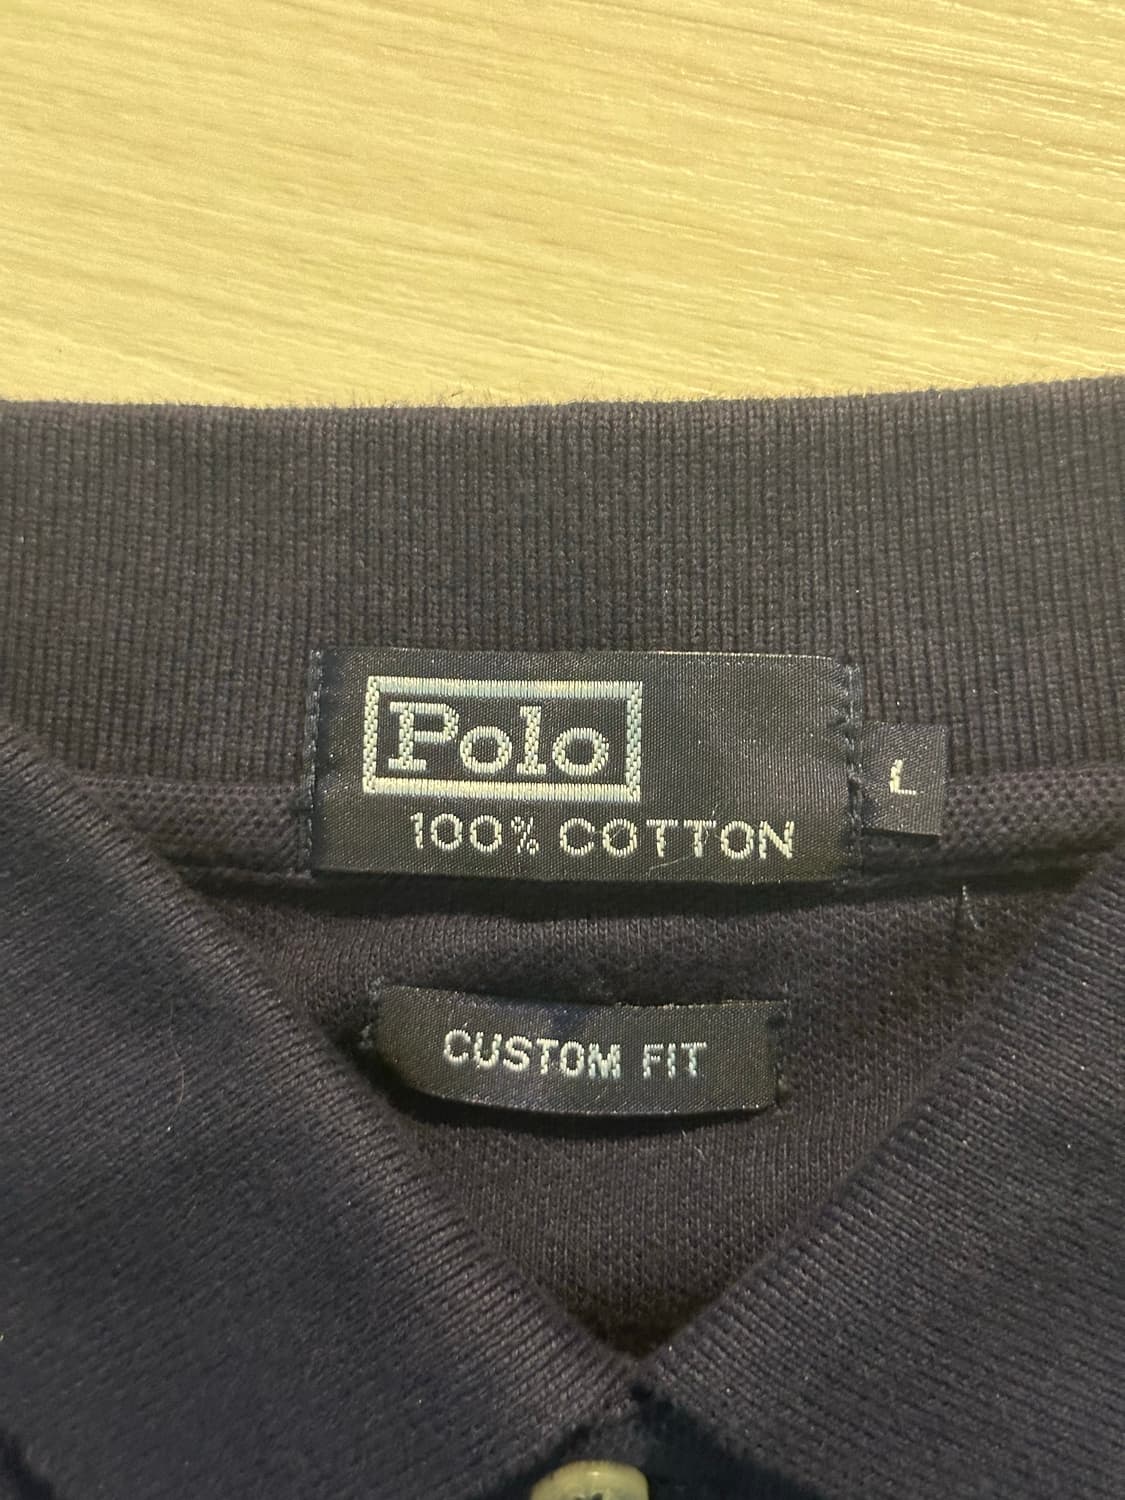 Polo
100% COTTON
L
CUSTOM FIT